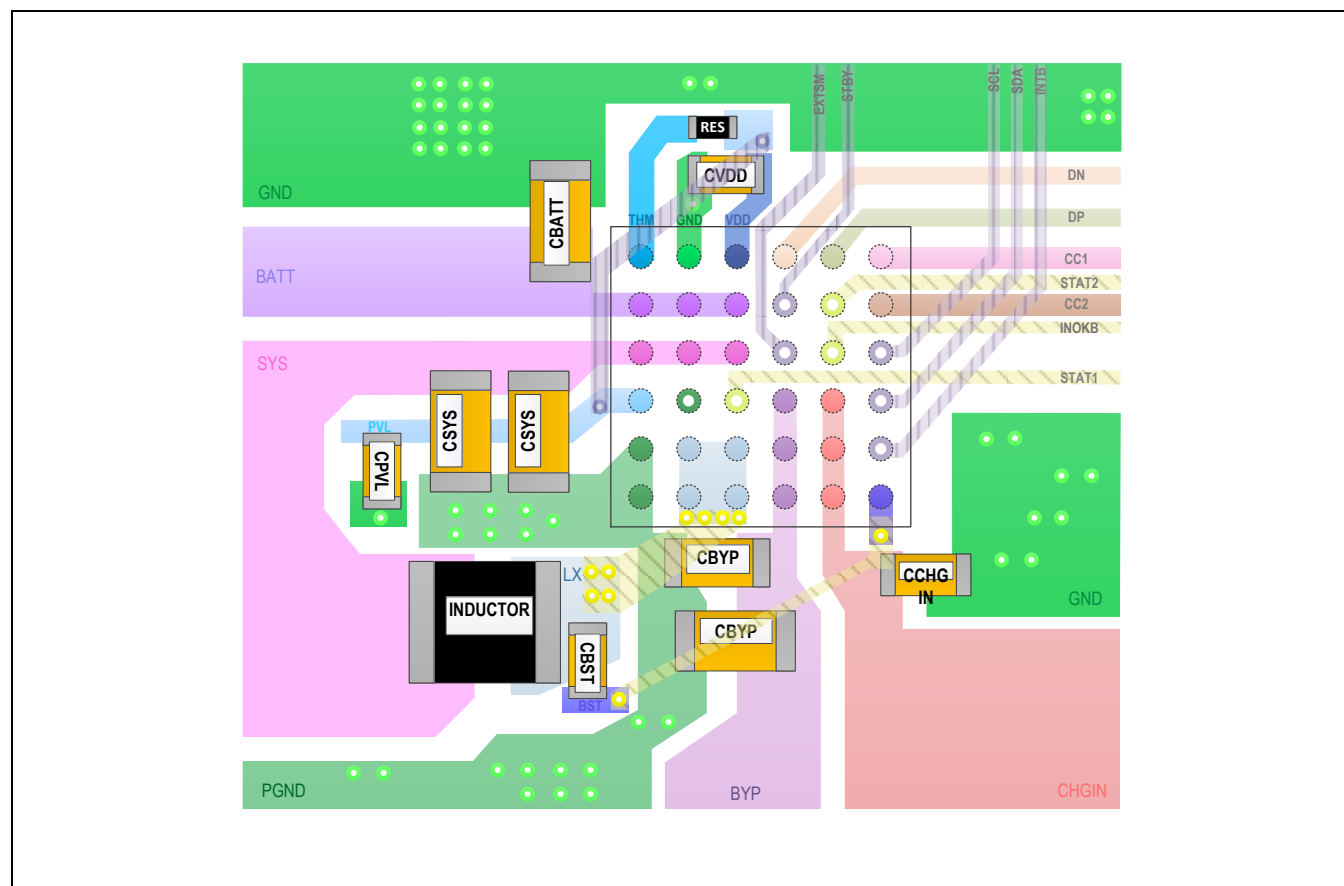 EXTSM
STBY
SCL
SDA
INTB
RES
CVDD
DN
GND
CBATT
THM
GND
VDD
DP
BATT
CC1
STAT2
CC2
INOKB
SYS
STAT1
PVL
CSYS
CSYS
CPVL
CBYP
LX
CCHG
IN
GND
INDUCTOR
CBYP
CBST
BST
PGND
BYP
CHGIN